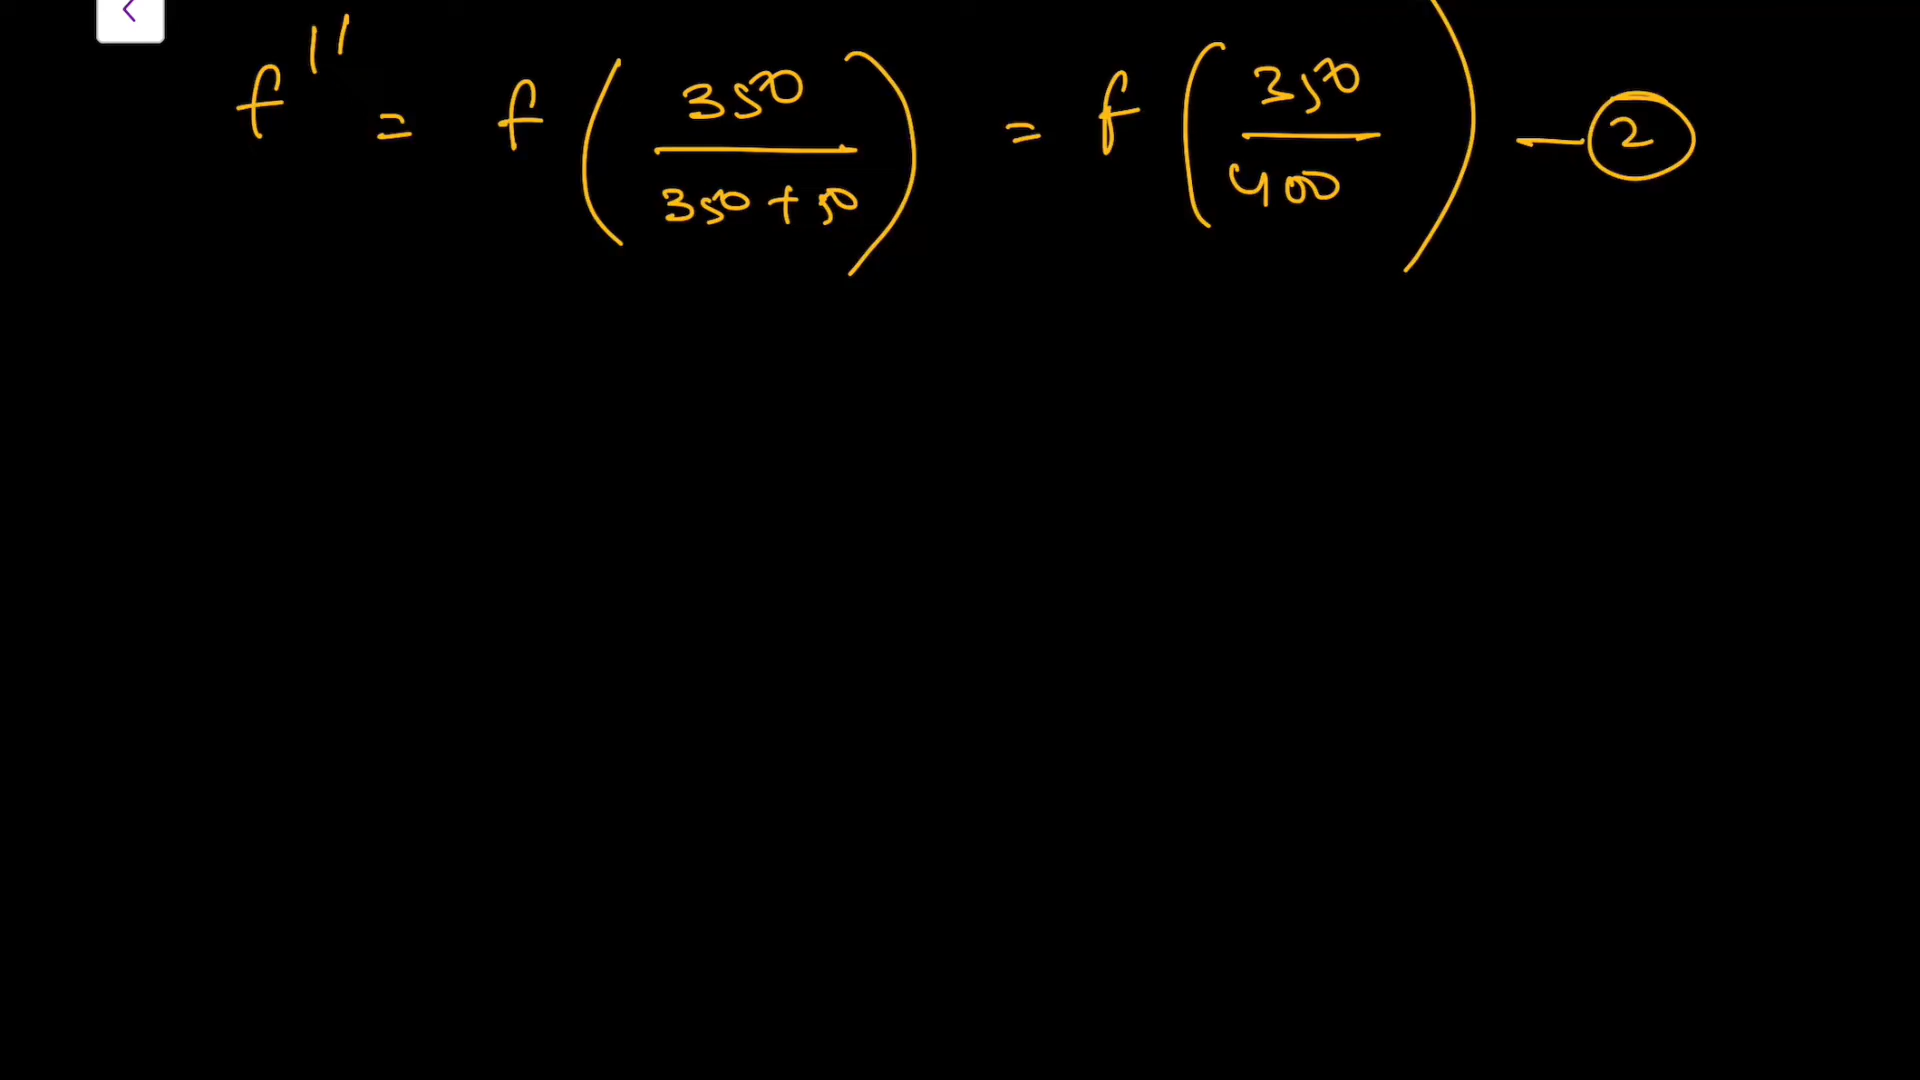 f'' = f (350 / 350 + 50) = f (350 / 400) — 2